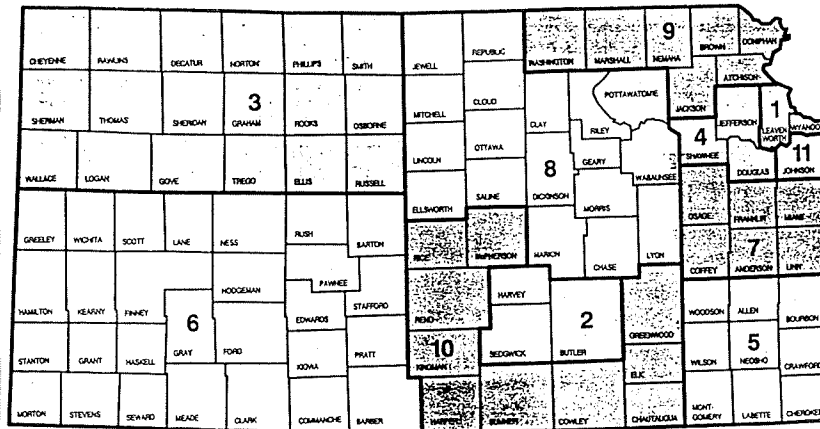 CHEYENNE RAWLINS DECATUR NORTON PHILLIPS SMITH JEWELL REPUBLIC WASHINGTON MARSHALL 9 NEMAHA BROWN DONIPHAN
ATCHISON
SHERMAN THOMAS SHERIDAN 3 GRAHAM ROOKS OSBORNE MITCHELL CLOUD CLAY RILEY POTTAWATOMIE JACKSON JEFFERSON 1 LEAVEN WORTH WYANDO
WALLACE LOGAN GOVE TREGO ELLIS RUSSELL LINCOLN OTTAWA 8 DICKINSON GEARY WABAUNSEE 4 SHAWNEE DOUGLAS 11 JOHNSON
ELLSWORTH SALINE MORRIS OSAGE FRANKLIN MIAMI
GREELEY WICHITA SCOTT LANE NESS RUSH BARTON RICE McPHERSON MARION CHASE LYON COFFEY 7 ANDERSON LINN
HODGEMAN PAWNEE STAFFORD RENO HARVEY
HAMILTON KEARNY FINNEY 6 GRAY FORD EDWARDS 10 KINGMAN SEDGWICK 2 BUTLER GREENWOOD WOODSON ALLEN BOURBON
STANTON GRANT HASKELL KIOWA PRATT ELK WILSON 5 NEOSHO CRAWFORD
MORTON STEVENS SEWARD MEADE CLARK COMMANCHE BARBER HARPER SUMNER COWLEY CHAUTAUQUA MONT- GOMERY LABETTE CHEROKEE